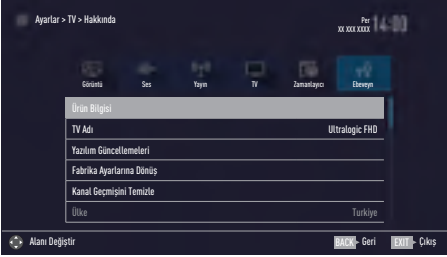 Ayarlar > TV > Hakkında
Per
xx xxx xxxx
14:00
Görüntü Ses Yayın TV Zamanlayıcı Ebeveyn
Ürün Bilgisi
TV Adı Ultralogic FHD
Yazılım Güncellemeleri
Fabrika Ayarlarına Dönüş
Kanal Geçmişini Temizle
Ülke Turkiye
Alanı Değiştir BACK Geri EXIT Çıkış